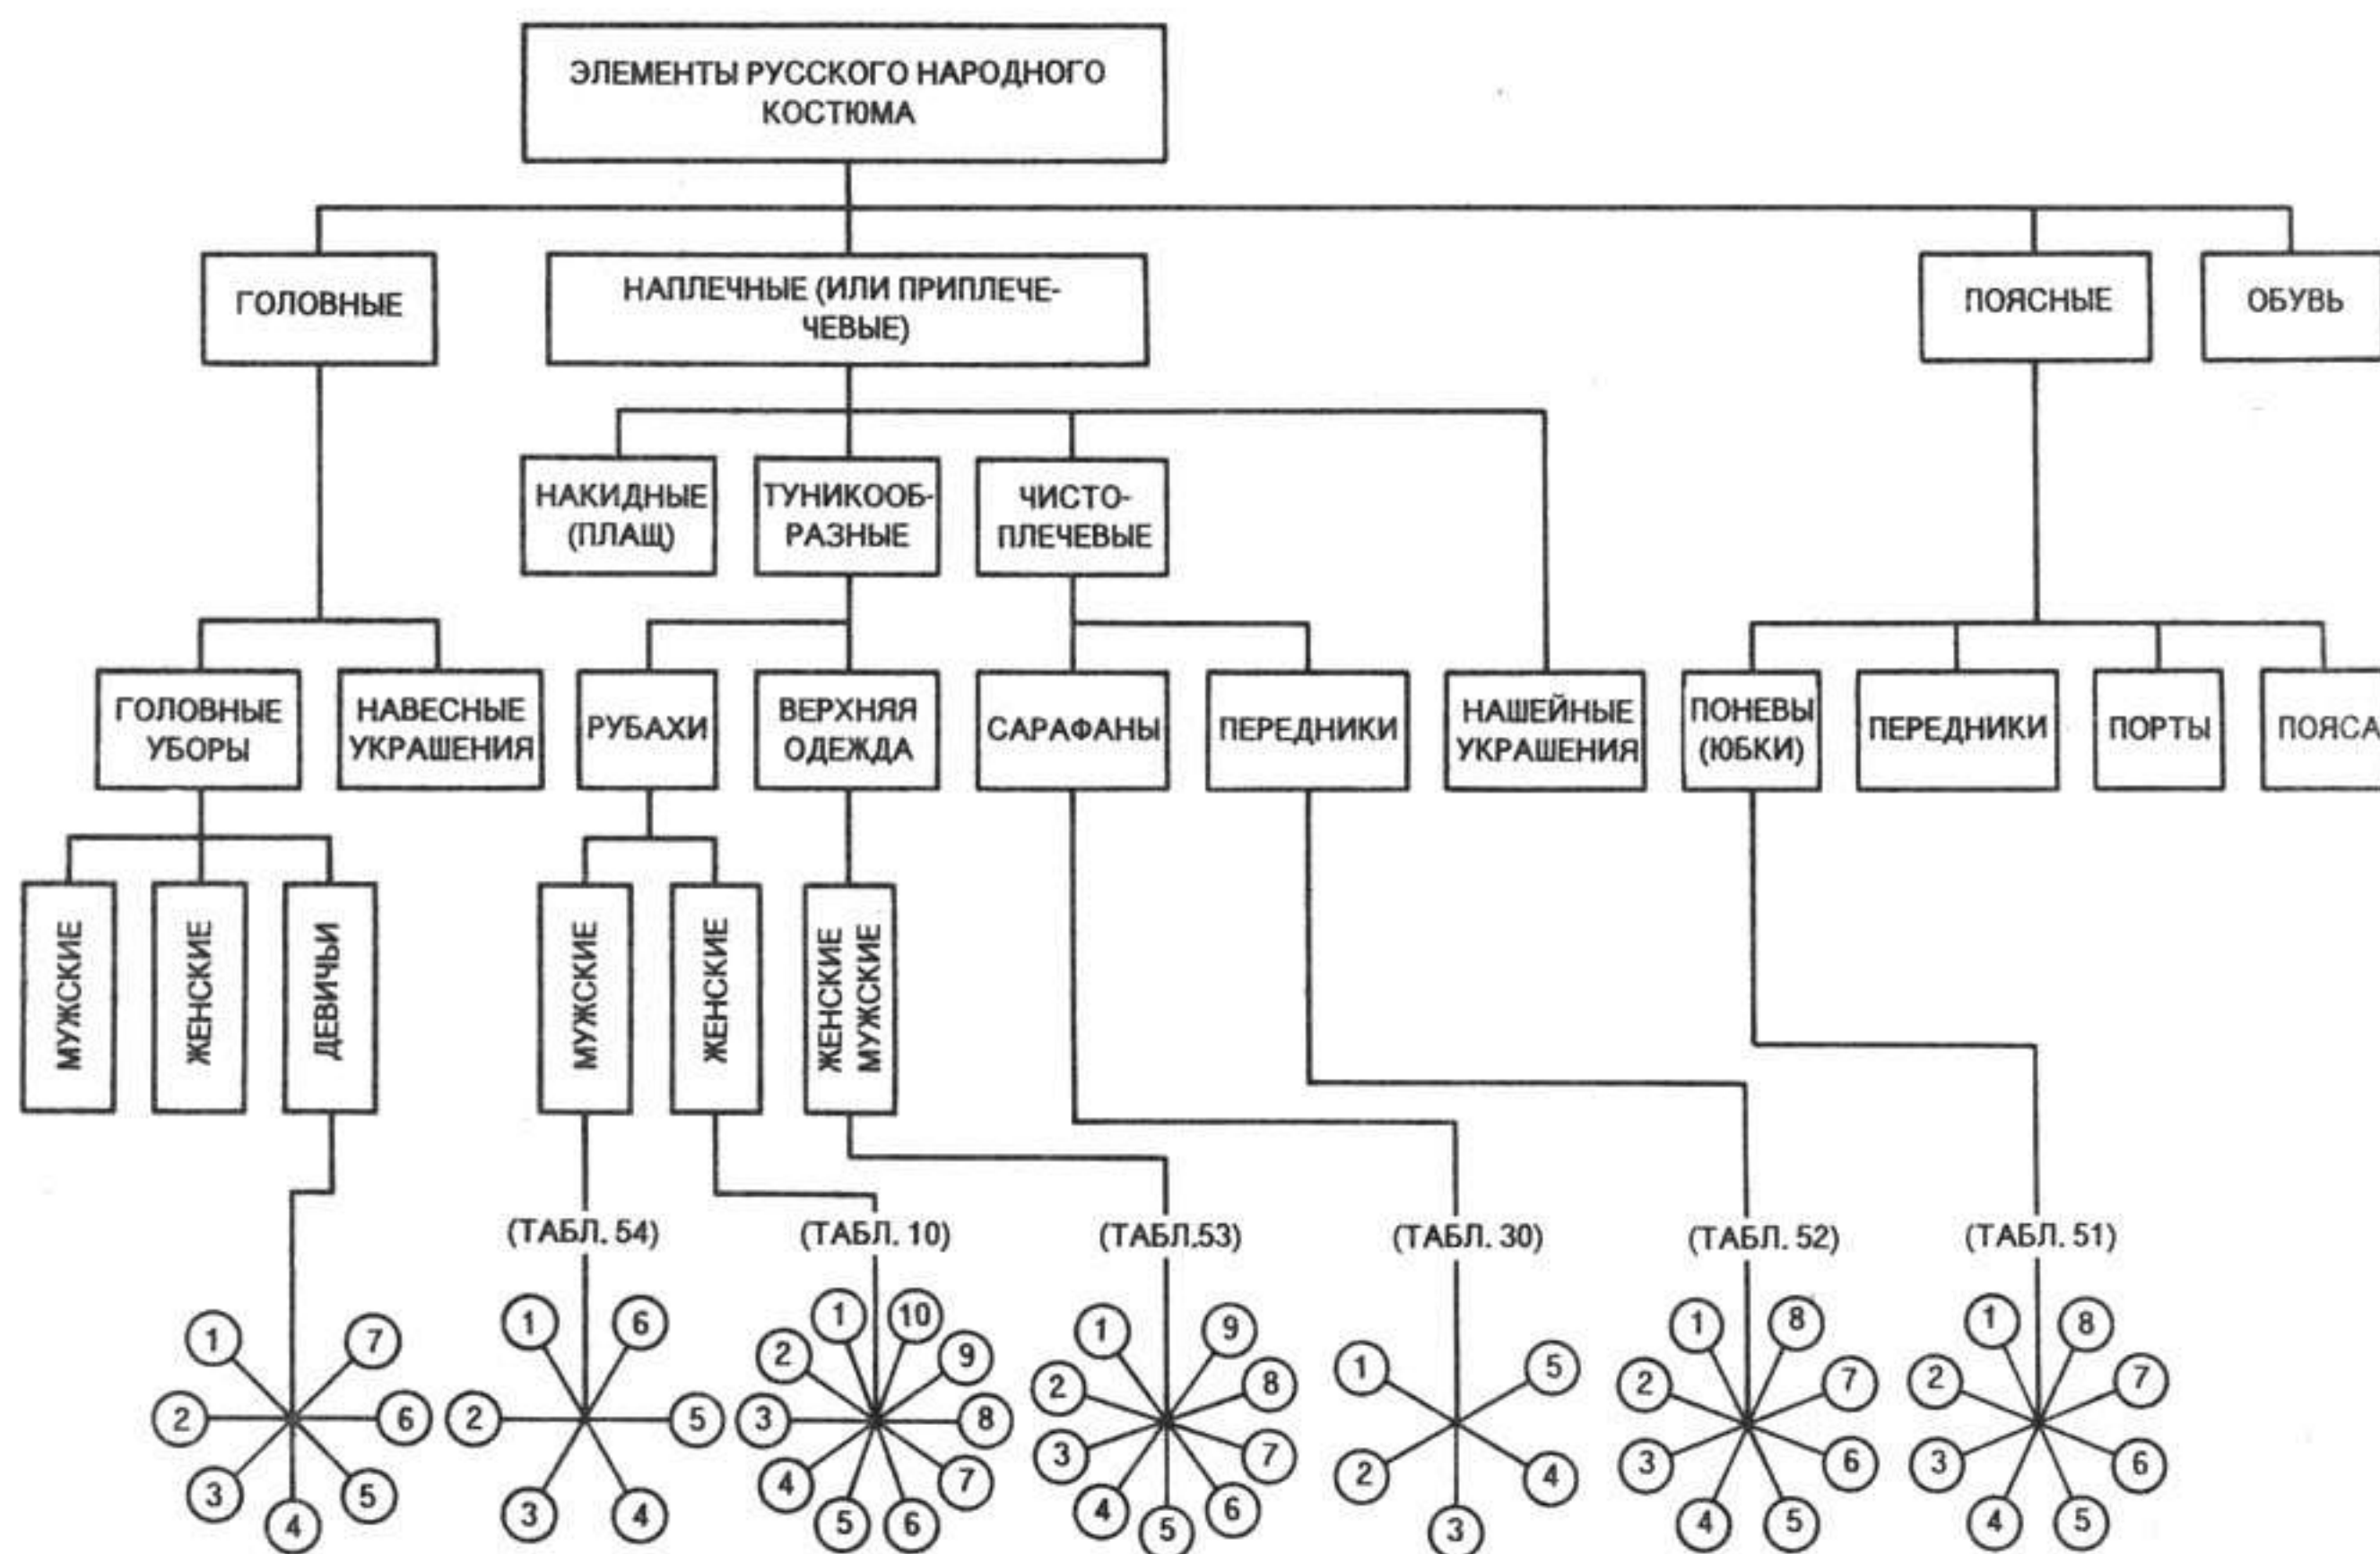 ЭЛЕМЕНТЫ РУССКОГО НАРОДНОГО
КОСТЮМА
ГОЛОВНЫЕ
НАПЛЕЧНЫЕ (ИЛИ ПРИПЛЕЧЕ-
ЧЕВЫЕ)
ПОЯСНЫЕ
ОБУВЬ
НАКИДНЫЕ
(ПЛАЩ)
ТУНИКООБ-
РАЗНЫЕ
ЧИСТО-
ПЛЕЧЕВЫЕ
ГОЛОВНЫЕ
УБОРЫ
НАВЕСНЫЕ
УКРАШЕНИЯ
РУБАХИ
ВЕРХНЯЯ
ОДЕЖДА
САРАФАНЫ
ПЕРЕДНИКИ
НАШЕЙНЫЕ
УКРАШЕНИЯ
ПОНЕВЫ
(ЮБКИ)
ПЕРЕДНИКИ
ПОРТЫ
ПОЯСА
МУЖСКИЕ
ЖЕНСКИЕ
ДЕВИЧЬИ
МУЖСКИЕ
ЖЕНСКИЕ
ЖЕНСКИЕ
МУЖСКИЕ
(ТАБЛ. 54)
(ТАБЛ. 10)
(ТАБЛ.53)
(ТАБЛ. 30)
(ТАБЛ. 52)
(ТАБЛ. 51)
1
2
3
4
5
6
7
1
2
3
4
5
6
1
2
3
4
5
6
7
8
9
10
1
2
3
4
5
6
7
8
9
1
2
3
4
5
1
2
3
4
5
6
7
8
1
2
3
4
5
6
7
8